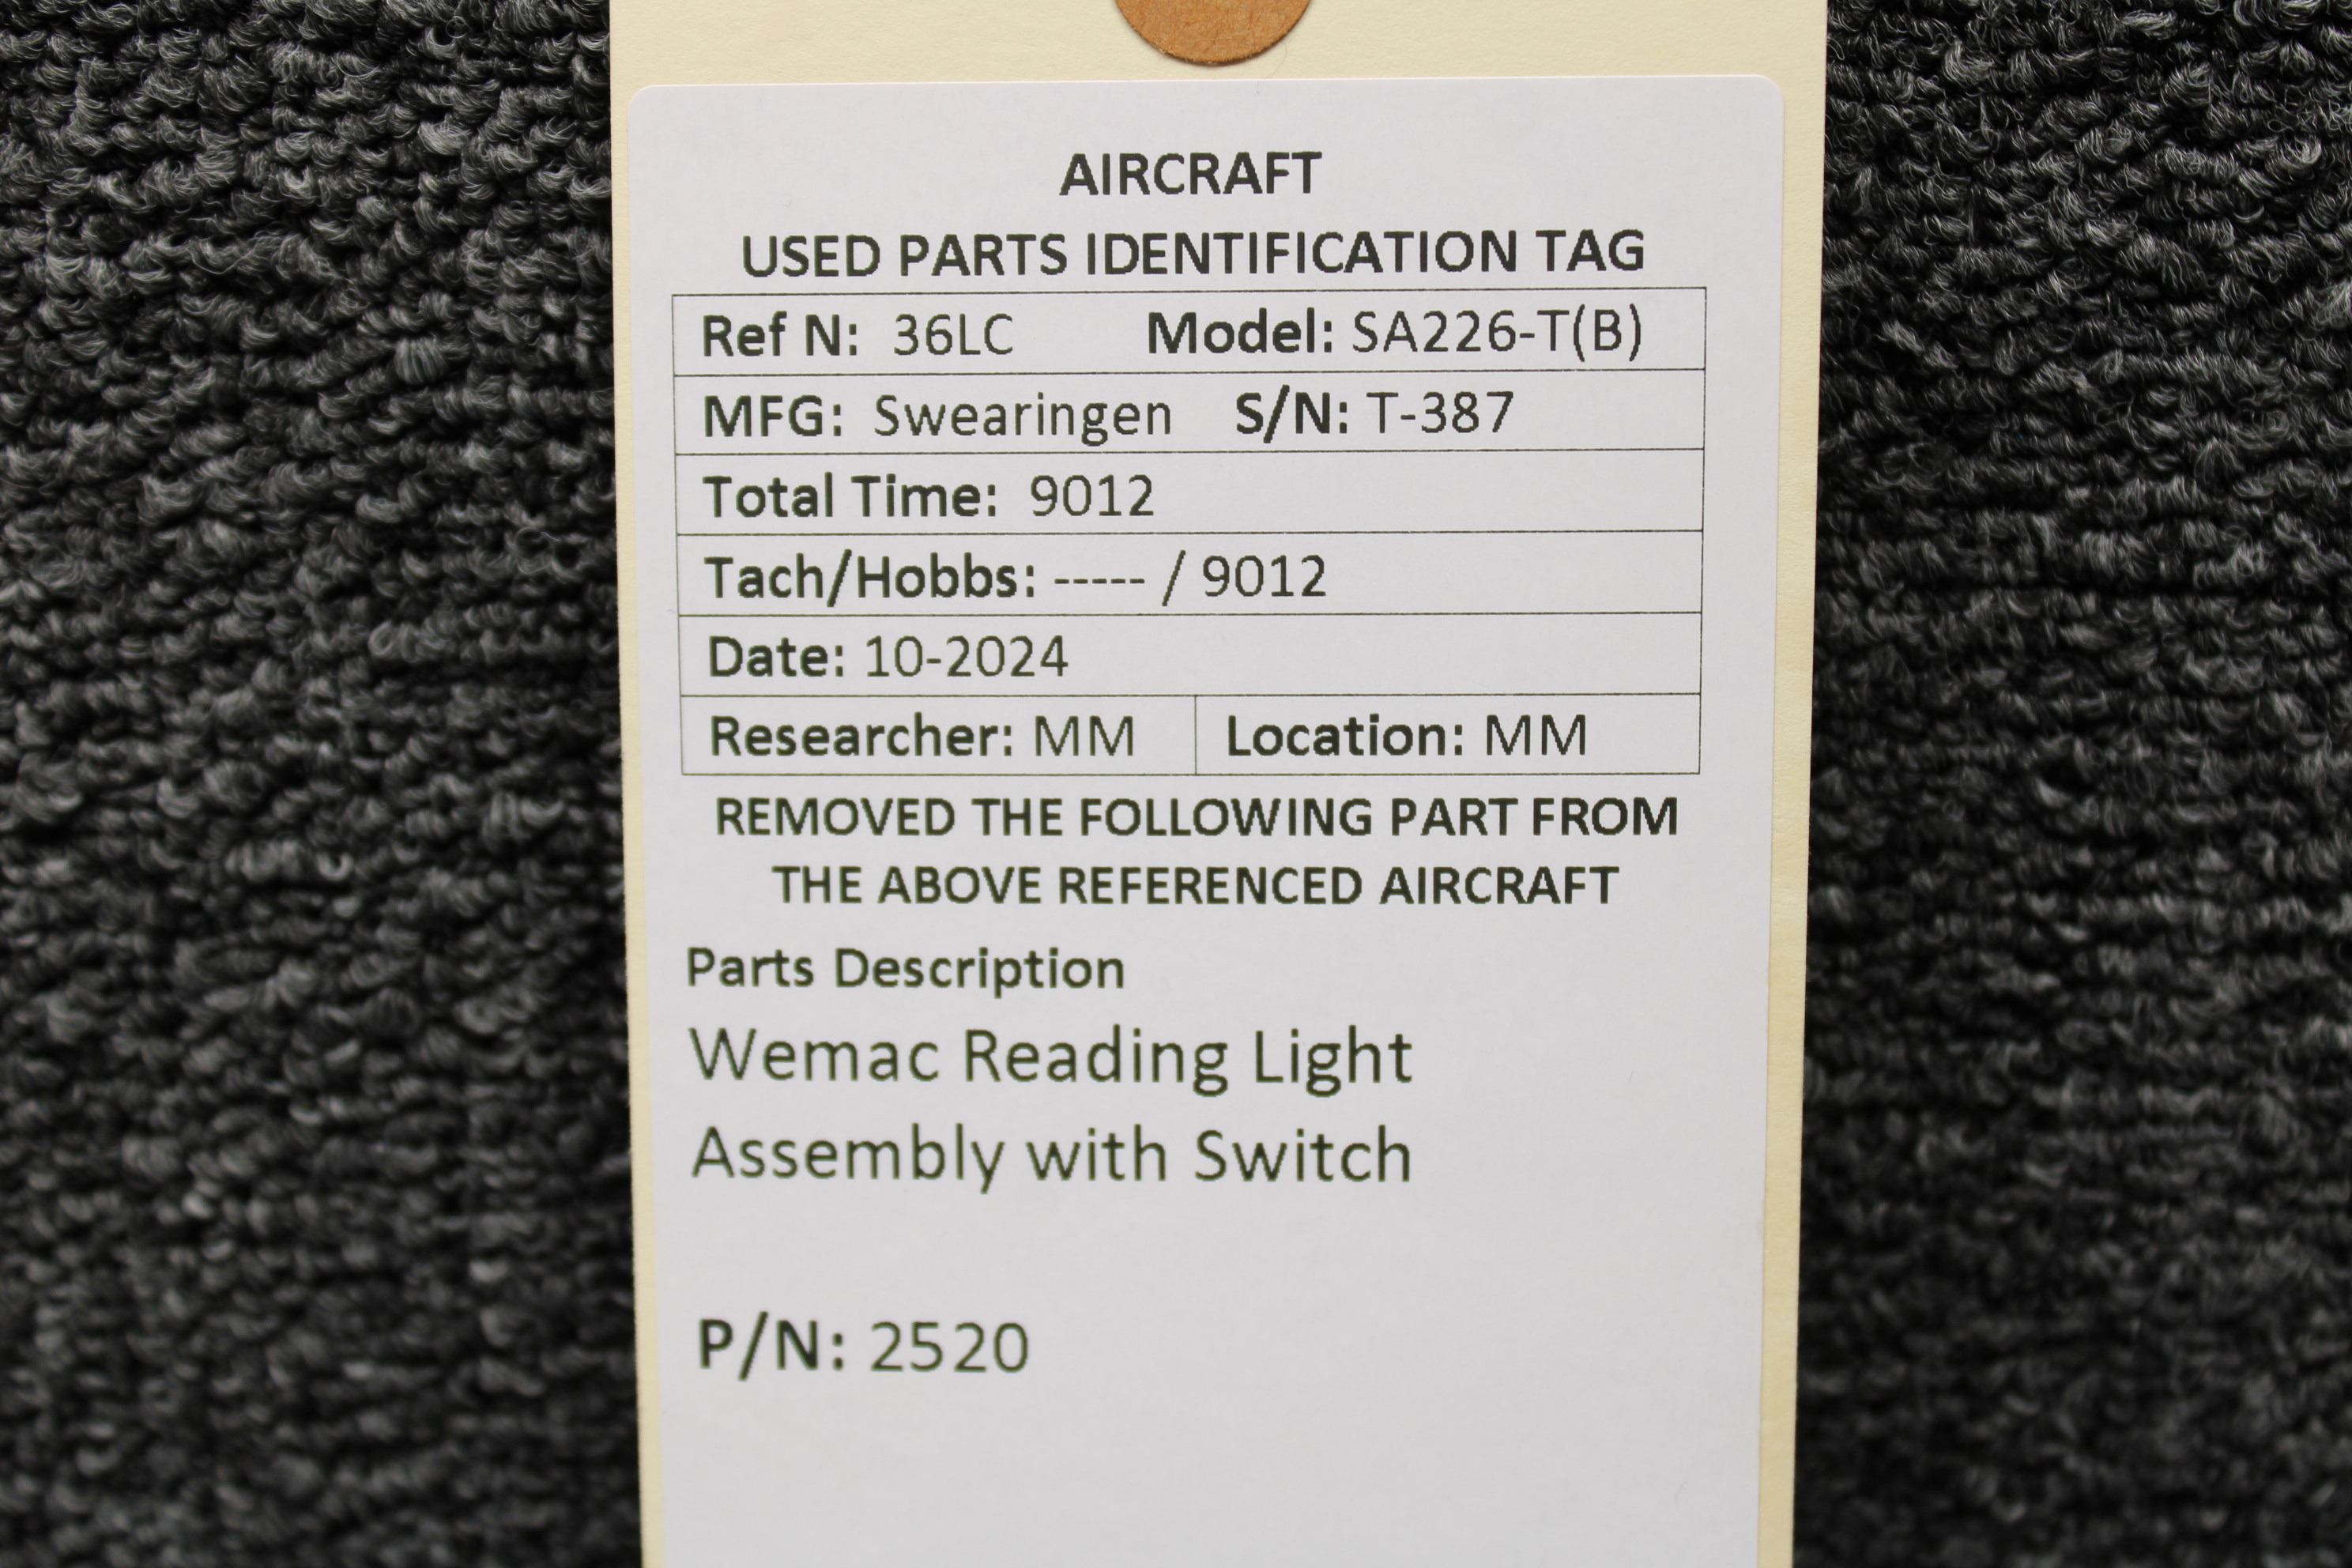 AIRCRAFT
USED PARTS IDENTIFICATION TAG
Ref N: 36LC Model: SA226-T(B)
MFG: Swearingen S/N: T-387
Total Time: 9012
Tach/Hobbs: ----- / 9012
Date: 10-2024
Researcher: MM Location: MM
REMOVED THE FOLLOWING PART FROM
THE ABOVE REFERENCED AIRCRAFT
Parts Description
Wemac Reading Light
Assembly with Switch
P/N: 2520